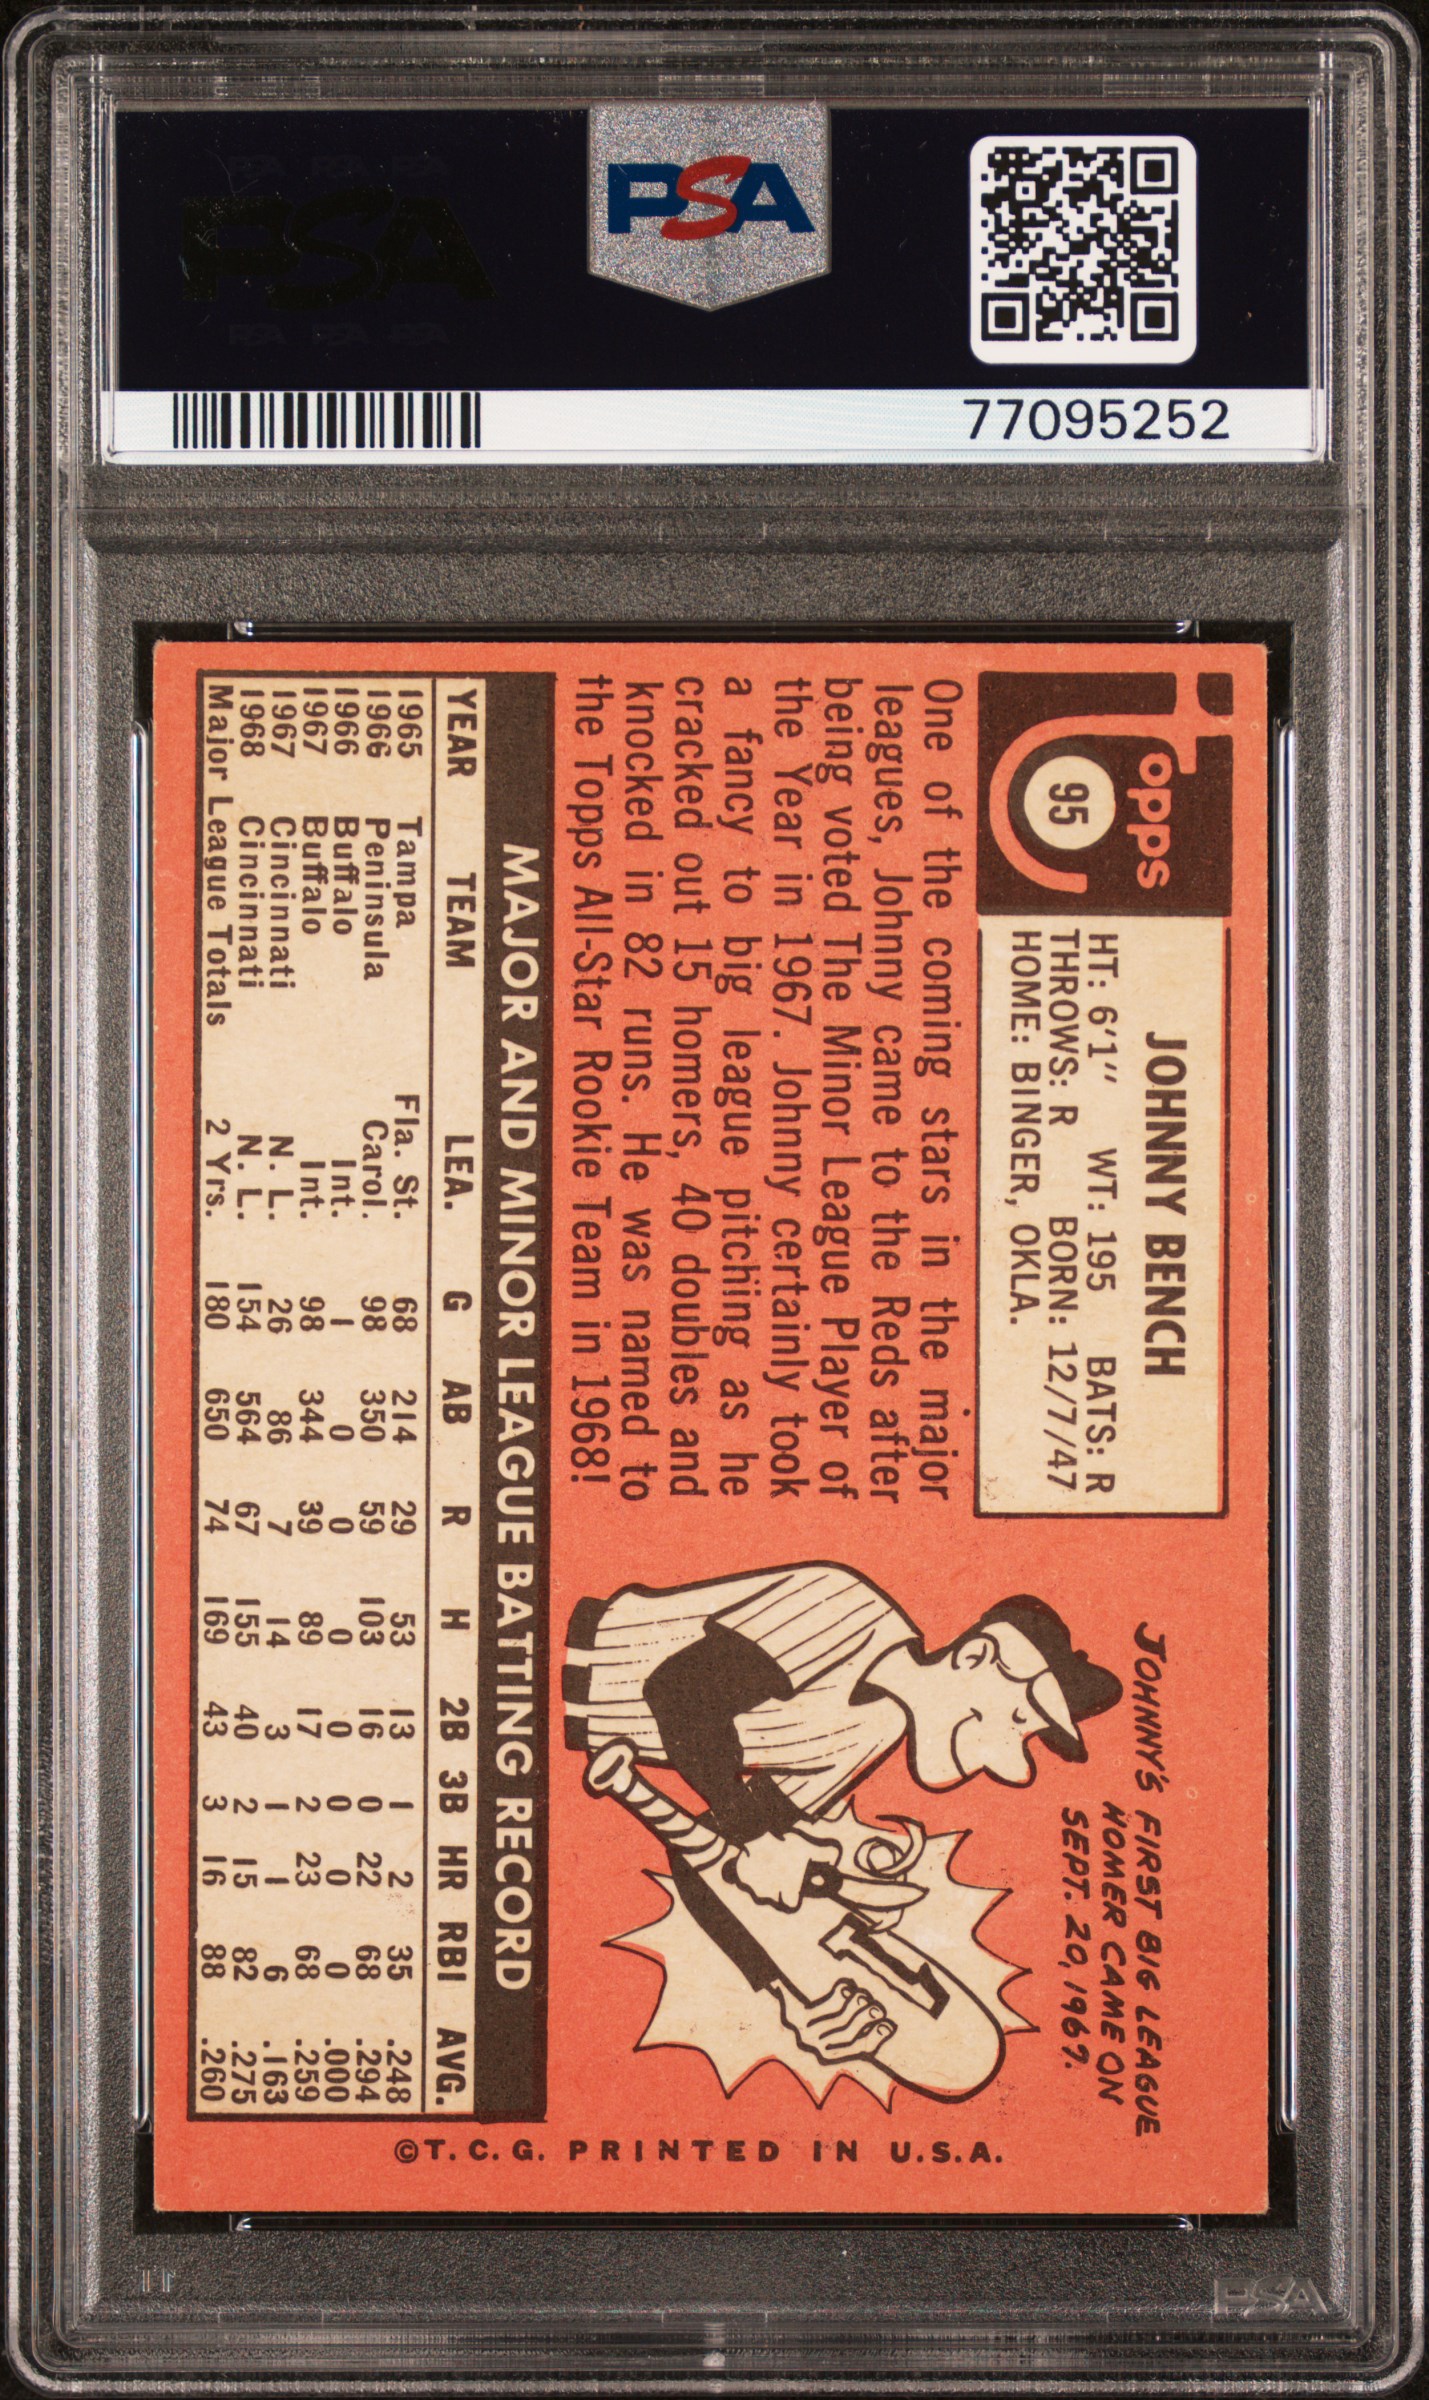 PSA
PSA
77095252
Topps
95
JOHNNY BENCH
HT: 6'1" WT: 195 BATS: R
THROWS: R BORN: 12/7/47
HOME: BINGER, OKLA.
One of the coming stars in the major
leagues, Johnny came to the Reds after
being voted The Minor League Player of
the Year in 1967. Johnny certainly took
a fancy to big league pitching as he
cracked out 15 homers, 40 doubles and
knocked in 82 runs. He was named to
the Topps All-Star Rookie Team in 1968!
JOHNNY'S FIRST BIG LEAGUE
HOMER CAME ON
SEPT. 20, 1967.
MAJOR AND MINOR LEAGUE BATTING RECORD
YEAR TEAM LEA. G AB R H 2B 3B HR RBI AVG.
1965 Tampa Fla. St. 68 214 29 53 13 1 2 35 .248
1966 Peninsula Carol. 98 350 59 103 16 0 22 68 .294
1966 Buffalo Int. 1 0 0 0 0 0 0 0 .000
1967 Buffalo Int. 98 344 39 89 17 2 23 68 .259
1967 Cincinnati N. L. 26 86 7 14 3 1 1 6 .163
1968 Cincinnati N. L. 154 564 67 155 40 2 15 82 .275
Major League Totals 2 Yrs. 180 650 74 169 43 3 16 88 .260
©T. C. G. PRINTED IN U.S.A.
PSA